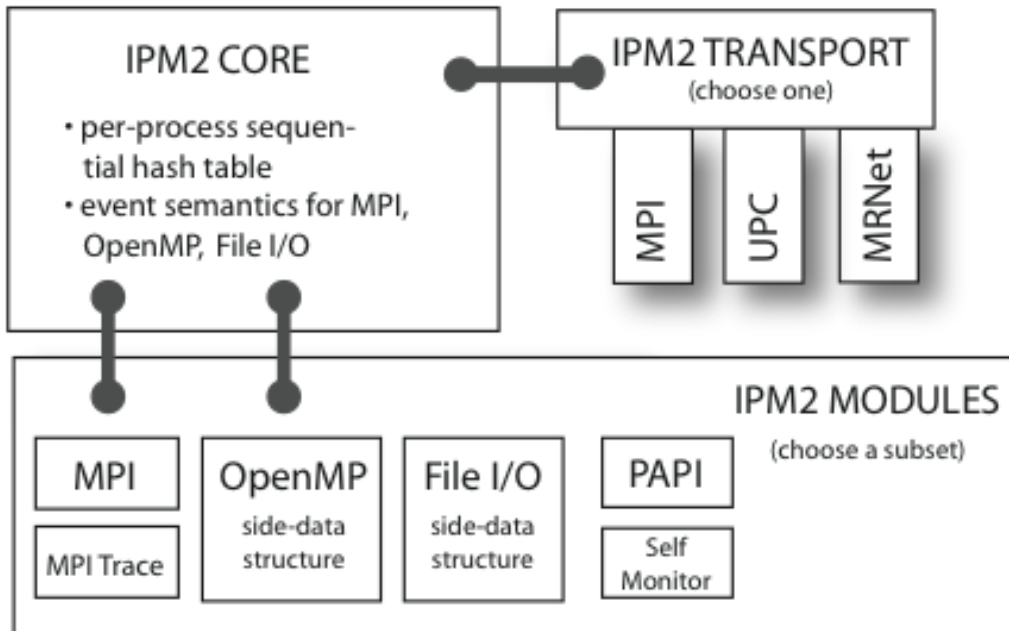 IPM2 CORE
• per-process sequen-
tial hash table
• event semantics for MPI,
OpenMP, File I/O
IPM2 TRANSPORT
(choose one)
MPI
UPC
MRNet
IPM2 MODULES
(choose a subset)
MPI
MPI Trace
OpenMP
side-data
structure
File I/O
side-data
structure
PAPI
Self
Monitor